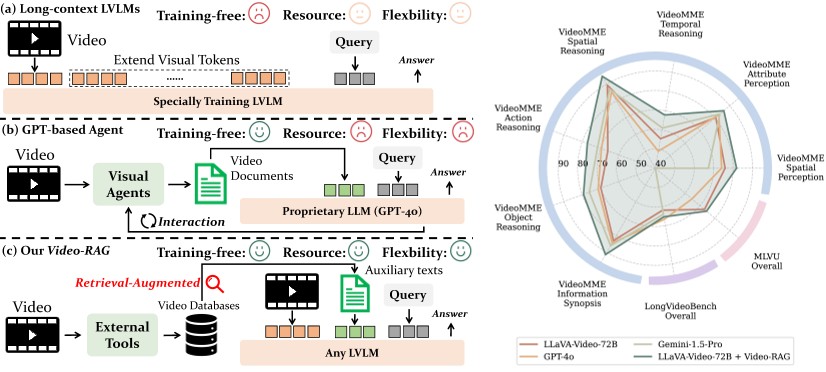 (a) Long-context LVLMs
Training-free:
Resource:
Flexbility:
Video
Extend Visual Tokens
......
Query
Answer
Specially Training LVLM
(b) GPT-based Agent
Training-free:
Resource:
Flexbility:
Video
Visual
Agents
Video
Documents
Query
Answer
Proprietary LLM (GPT-4o)
Interaction
(c) Our Video-RAG
Training-free:
Resource:
Flexbility:
Retrieval-Augmented
Auxiliary texts
Video
External
Tools
Video Databases
Query
Answer
Any LVLM
VideoMME
Temporal
Reasoning
VideoMME
Spatial
Reasoning
VideoMME
Attribute
Perception
VideoMME
Action
Reasoning
90 80 70 60 50 40
VideoMME
Spatial
Perception
VideoMME
Object
Reasoning
MLVU
Overall
VideoMME
Information
Synopsis
LongVideoBench
Overall
LLaVA-Video-72B
Gemini-1.5-Pro
GPT-4o
LLaVA-Video-72B + Video-RAG